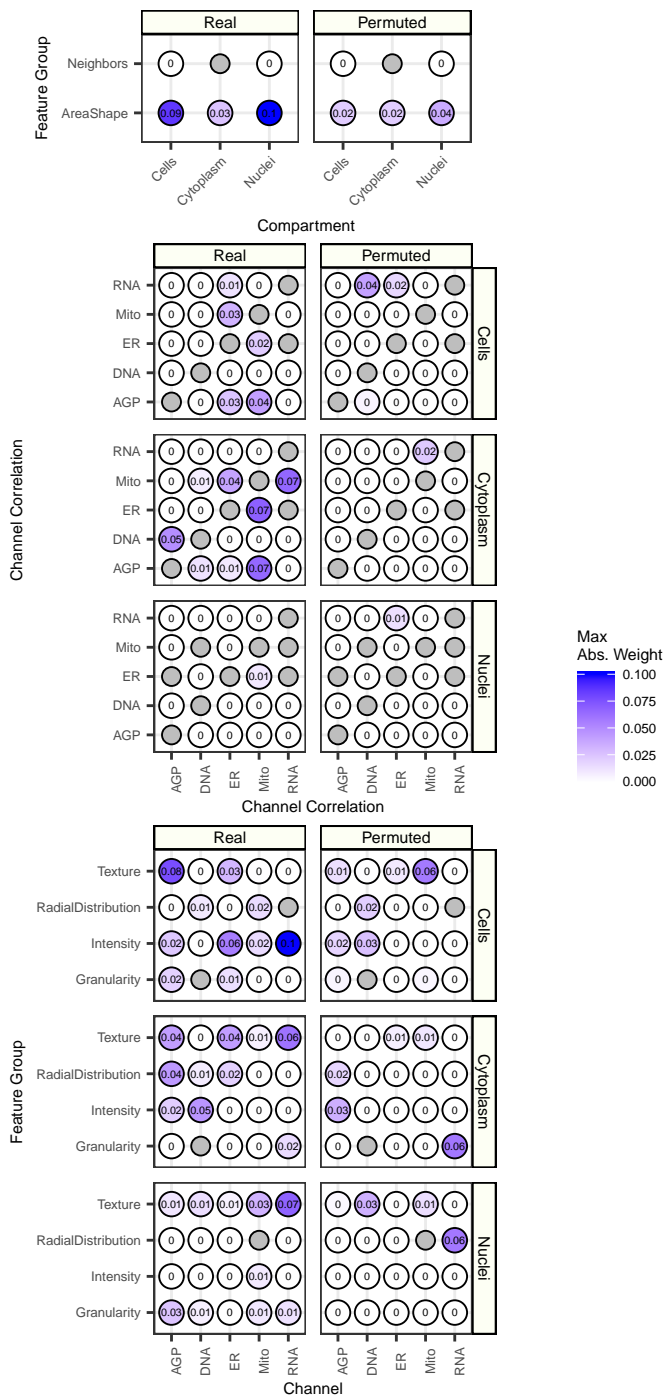 Real Permuted
Neighbors 0 0 0 0
AreaShape 0.09 0.03 0.1 0.02 0.02 0.04
Feature Group
Cells Cytoplasm Nuclei Cells Cytoplasm Nuclei
Compartment
Real Permuted
RNA 0 0 0.01 0 0 0.04 0.02 0
Mito 0 0 0.03 0 0 0 0 0
ER 0 0 0.02 0 0 0
DNA 0 0 0 0 0 0 0 0
AGP 0 0.03 0.04 0 0 0 0 0
Cells
RNA 0 0 0 0 0 0 0 0.02
Mito 0 0.01 0.04 0.07 0 0 0 0
ER 0 0 0.07 0 0 0
DNA 0.05 0 0 0 0 0 0 0
AGP 0.01 0.01 0.07 0 0 0 0 0
Cytoplasm
RNA 0 0 0 0 0 0 0.01 0
Mito 0 0 0 0
ER 0 0.01 0 0
DNA 0 0 0 0 0 0 0 0
AGP 0 0 0 0 0 0 0 0
Nuclei
Channel Correlation
AGP DNA ER Mito RNA AGP DNA ER Mito RNA
Channel Correlation
Max
Abs. Weight
0.100
0.075
0.050
0.025
0.000
Real Permuted
Texture 0.08 0 0.03 0 0 0.01 0 0.01 0.06 0
RadialDistribution 0 0.01 0 0.02 0 0.02 0 0
Intensity 0.02 0 0.06 0.02 0.1 0.02 0.03 0 0 0
Granularity 0.02 0.01 0 0 0 0 0 0
Cells
Texture 0.04 0 0.04 0.01 0.06 0 0 0.01 0.01 0
RadialDistribution 0.04 0.01 0.02 0 0 0.02 0 0 0 0
Intensity 0.02 0.05 0 0 0 0.03 0 0 0 0
Granularity 0 0 0 0.02 0 0 0 0.06
Cytoplasm
Texture 0.01 0.01 0.01 0.03 0.07 0 0.03 0 0.01 0
RadialDistribution 0 0 0 0 0 0 0 0.06
Intensity 0 0 0 0.01 0 0 0 0 0 0
Granularity 0.03 0.01 0 0.01 0.01 0 0 0 0 0
Nuclei
Feature Group
AGP DNA ER Mito RNA AGP DNA ER Mito RNA
Channel